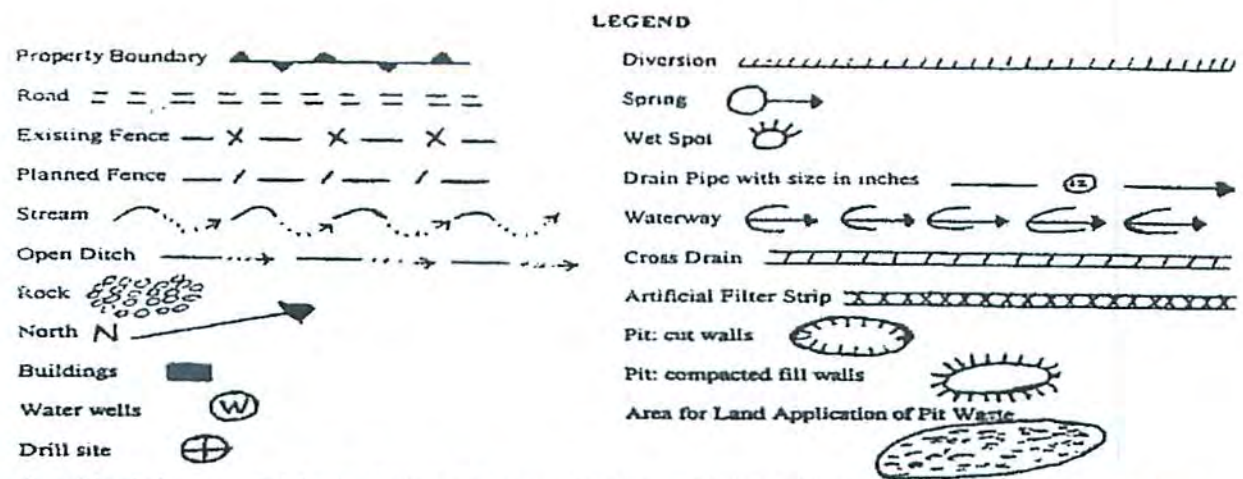 LEGEND
Property Boundary
Road
Existing Fence
Planned Fence
Stream
Open Ditch
Rock
North N
Buildings
Water wells W
Drill site
Diversion
Spring
Wet Spot
Drain Pipe with size in inches 12
Waterway
Cross Drain
Artificial Filter Strip
Pit: cut walls
Pit: compacted fill walls
Area for Land Application of Pit Waste